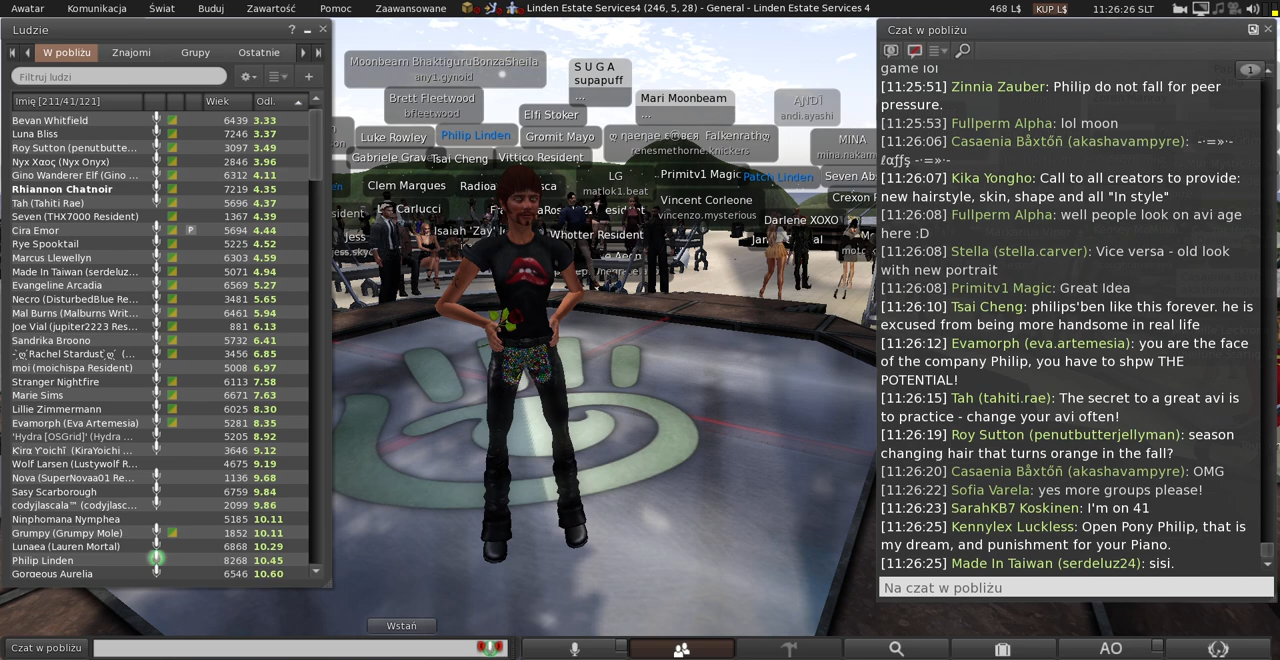 Awatar Komunikacja Świat Buduj Zawartość Pomoc Zaawansowane Linden Estate Services4 (246, 5, 28) - General - Linden Estate Services 4 468 L$ KUP L$ 11:26:26 SLT
Ludzie
W pobliżu Znajomi Grupy Ostatnie
Filtruj ludzi
Imię [211/41/121] Wiek Odl.
Bevan Whitfield 6439 3.33
Luna Bliss 7246 3.37
Roy Sutton (penutbutte... 3097 3.49
Nyx Χαος (Nyx Onyx) 2846 3.96
Gino Wanderer Elf (Gino ... 6312 4.11
Rhiannon Chatnoir 7219 4.35
Tah (Tahiti Rae) 5696 4.37
Seven (THX7000 Resident) 1367 4.39
Cira Emor P 5694 4.44
Rye Spooktail 5225 4.52
Marcus Llewellyn 6303 4.59
Made In Taiwan (serdeluz... 5071 4.94
Evangeline Arcadia 6569 5.27
Necro (DisturbedBlue Re... 3481 5.65
Mal Burns (Malburns Writ... 6461 5.94
Joe Vial (jupiter2223 Res... 881 6.13
Sandrika Broono 5732 6.41
Rachel Stardust (... 3456 6.85
moi (moichispa Resident) 5008 6.97
Stranger Nightfire 6113 7.58
Marie Sims 6671 7.63
Lillie Zimmermann 6025 8.30
Evamorph (Eva Artemesia) 5281 8.35
'Hydra [OSGrid]' (Hydra ... 5205 8.92
(KiraYoichi ... 3646 9.12
Wolf Larsen (Lustywolf R... 4675 9.19
Nova (SuperNovaa01 Re... 1136 9.68
Sasy Scarborough 6759 9.84
codyjlascala™ (codyjlasc... 2099 9.86
Ninphomana Nymphea 5185 10.11
Grumpy (Grumpy Mole) 1852 10.11
Lunaea (Lauren Mortal) 6868 10.29
Philip Linden 8268 10.45
Gorgeous Aurelia 6546 10.60
Moonbeam BhaktiguruBonzaSheila
any1.gynoid
S U G A
supapuff
...
Brett Fleetwood
bfleetwood
Mari Moonbeam
...
andi.ayashi
Elfi Stoker
Luke Rowley
Philip Linden
Gromit Mayo
renesmethorne.knickers
MINA
mina.nakam
Gabriele Grave
Tsai Cheng
Vittico Resident
LG
matlok1.beat
Primitv1 Magic
Patch Linden
Seven Ab
Clem Marques
Radioa
sca
Vincent Corleone
vincenzo.mysterious
Crexon
Carlucci
sident
Darlene XOXO
Isaiah 'Zay'
Whotter Resident
Czat w pobliżu
1
game lol
[11:25:51] Zinnia Zauber: Philip do not fall for peer
pressure.
[11:25:53] Fullperm Alpha: lol moon
[11:26:06] Casaenia Båxtőñ (akashavampyre): -·=»·-
ℓαƒƒʂ -·=»·-
[11:26:07] Kika Yongho: Call to all creators to provide:
new hairstyle, skin, shape and all "In style"
[11:26:08] Fullperm Alpha: well people look on avi age
here :D
[11:26:08] Stella (stella.carver): Vice versa - old look
with new portrait
[11:26:08] Primitv1 Magic: Great Idea
[11:26:10] Tsai Cheng: philips'ben like this forever. he is
excused from being more handsome in real life
[11:26:12] Evamorph (eva.artemesia): you are the face
of the company Philip, you have to shpw THE
POTENTIAL!
[11:26:15] Tah (tahiti.rae): The secret to a great avi is
to practice - change your avi often!
[11:26:19] Roy Sutton (penutbutterjellyman): season
changing hair that turns orange in the fall?
[11:26:20] Casaenia Båxtőñ (akashavampyre): OMG
[11:26:22] Sofia Varela: yes more groups please!
[11:26:23] SarahKB7 Koskinen: I'm on 41
[11:26:25] Kennylex Luckless: Open Pony Philip, that is
my dream, and punishment for your Piano.
[11:26:25] Made In Taiwan (serdeluz24): sisi.
Na czat w pobliżu
Wstań
Czat w pobliżu AO